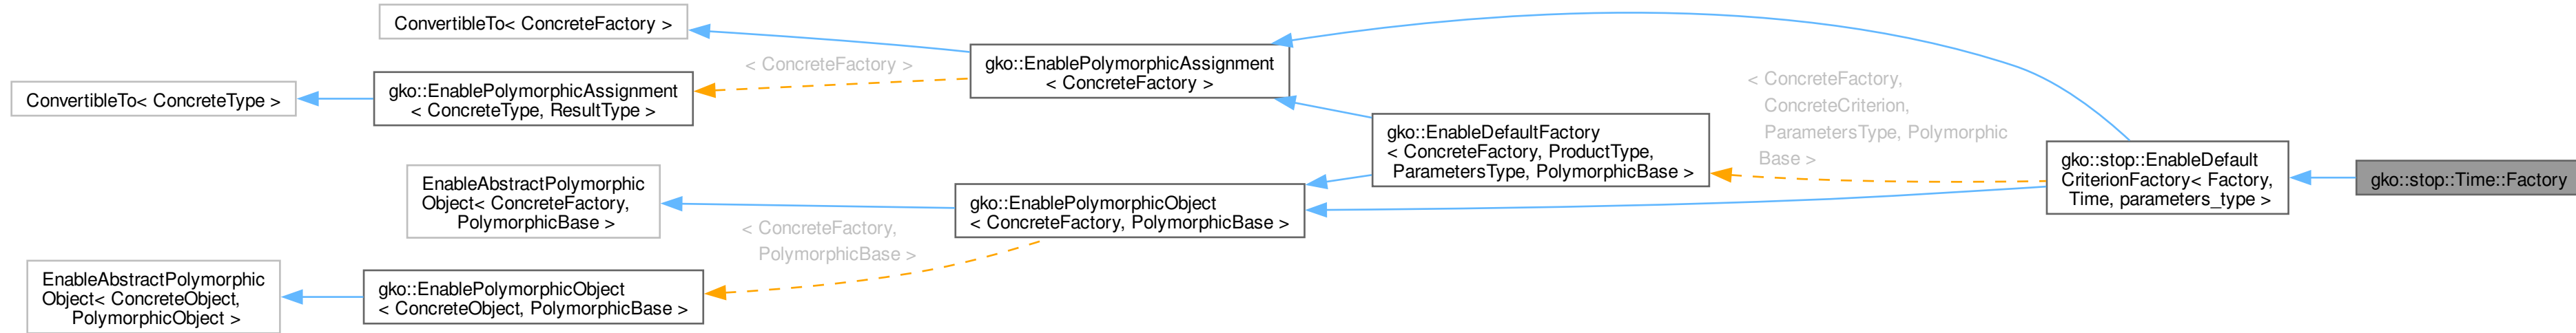 ConvertibleTo< ConcreteFactory >
ConvertibleTo< ConcreteType >
gko::EnablePolymorphicAssignment
< ConcreteType, ResultType >
< ConcreteFactory >
gko::EnablePolymorphicAssignment
< ConcreteFactory >
EnableAbstractPolymorphic
Object< ConcreteFactory,
PolymorphicBase >
EnableAbstractPolymorphic
Object< ConcreteObject,
PolymorphicObject >
gko::EnablePolymorphicObject
< ConcreteObject, PolymorphicBase >
< ConcreteFactory,
PolymorphicBase >
gko::EnablePolymorphicObject
< ConcreteFactory, PolymorphicBase >
gko::EnableDefaultFactory
< ConcreteFactory, ProductType,
ParametersType, PolymorphicBase >
< ConcreteFactory,
ConcreteCriterion,
ParametersType, Polymorphic
Base >
gko::stop::EnableDefault
CriterionFactory< Factory,
Time, parameters_type >
gko::stop::Time::Factory